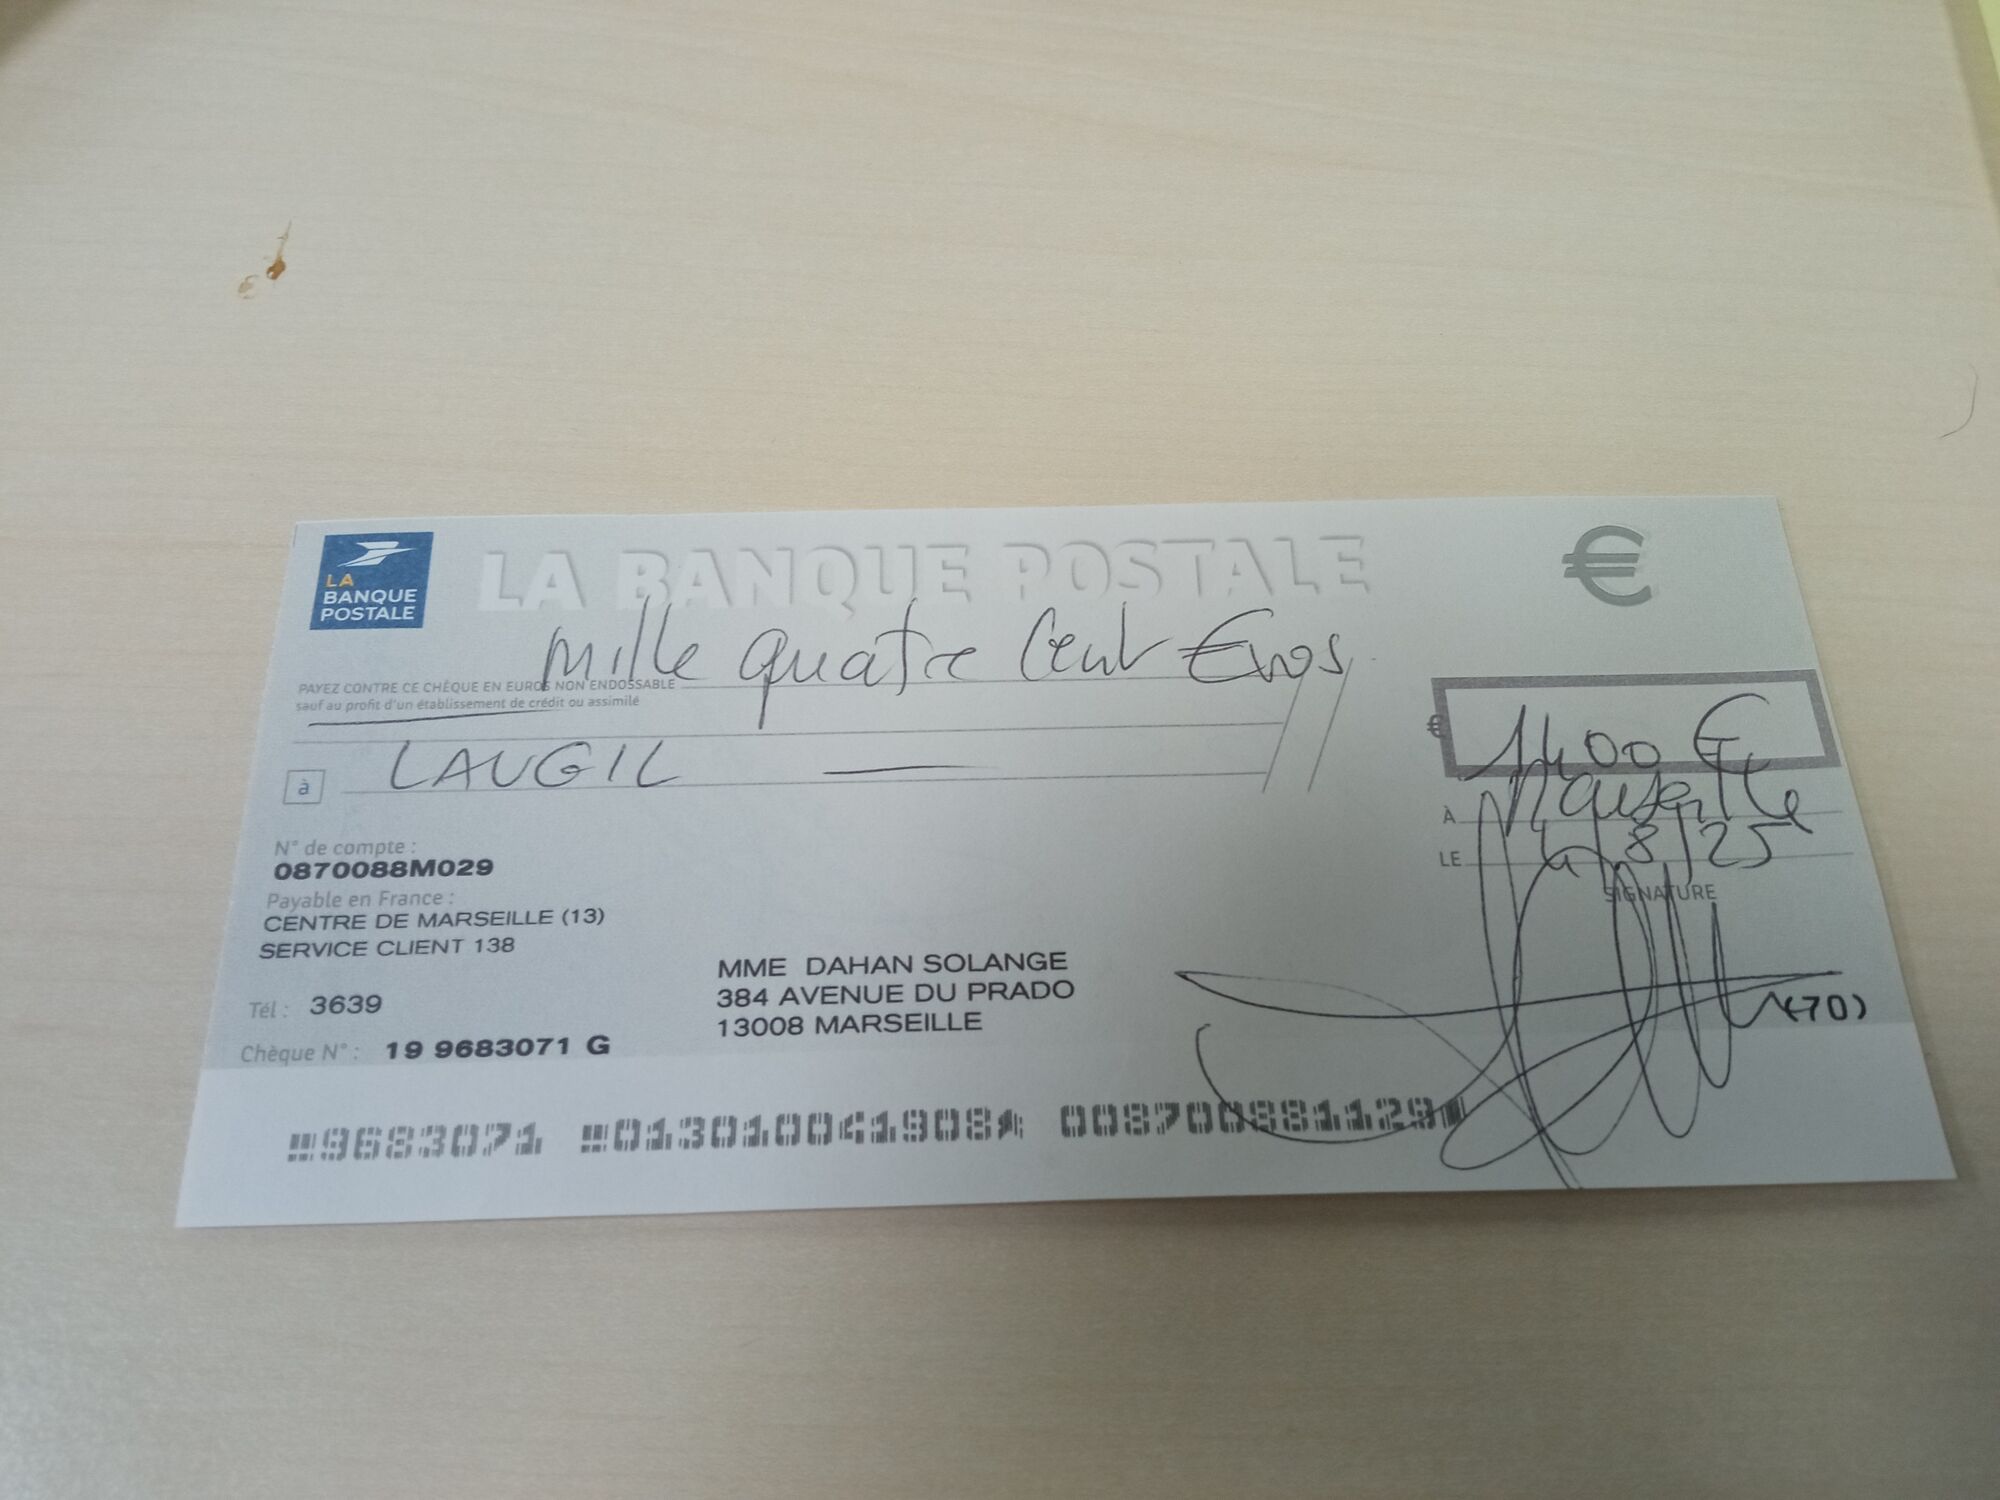 LA
BANQUE
POSTALE
LA BANQUE POSTALE
€
Mille quatre Cent Euros
PAYEZ CONTRE CE CHÈQUE EN EUROS NON ENDOSSABLE
sauf au profit d'un établissement de crédit ou assimilé
€ 1400 €
à LAUGIL
À Marseille
LE 4/8/25
SIGNATURE
N° de compte :
0870088M029
Payable en France :
CENTRE DE MARSEILLE (13)
SERVICE CLIENT 138
MME DAHAN SOLANGE
384 AVENUE DU PRADO
13008 MARSEILLE
Tél : 3639
(70)
Chèque N° : 19 9683071 G
9683071 013010041908 008700881129